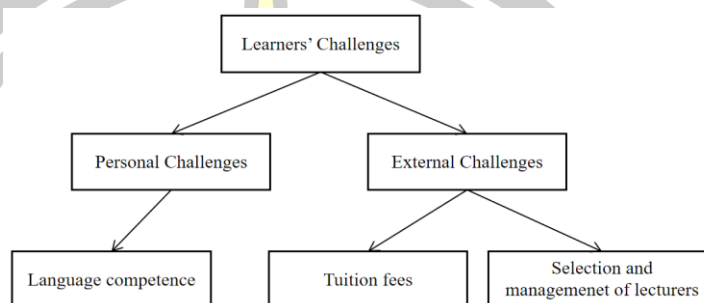 Learners’ Challenges
Personal Challenges
External Challenges
Language competence
Tuition fees
Selection and
managemenet of lecturers